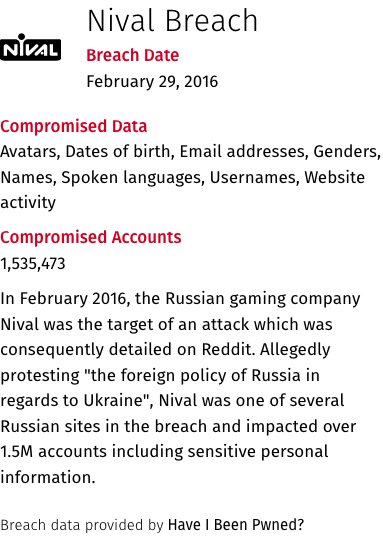 Nival Breach
NIVAL
Breach Date
February 29, 2016
Compromised Data
Avatars, Dates of birth, Email addresses, Genders,
Names, Spoken languages, Usernames, Website
activity
Compromised Accounts
1,535,473
In February 2016, the Russian gaming company
Nival was the target of an attack which was
consequently detailed on Reddit. Allegedly
protesting "the foreign policy of Russia in
regards to Ukraine", Nival was one of several
Russian sites in the breach and impacted over
1.5M accounts including sensitive personal
information.
Breach data provided by Have I Been Pwned?